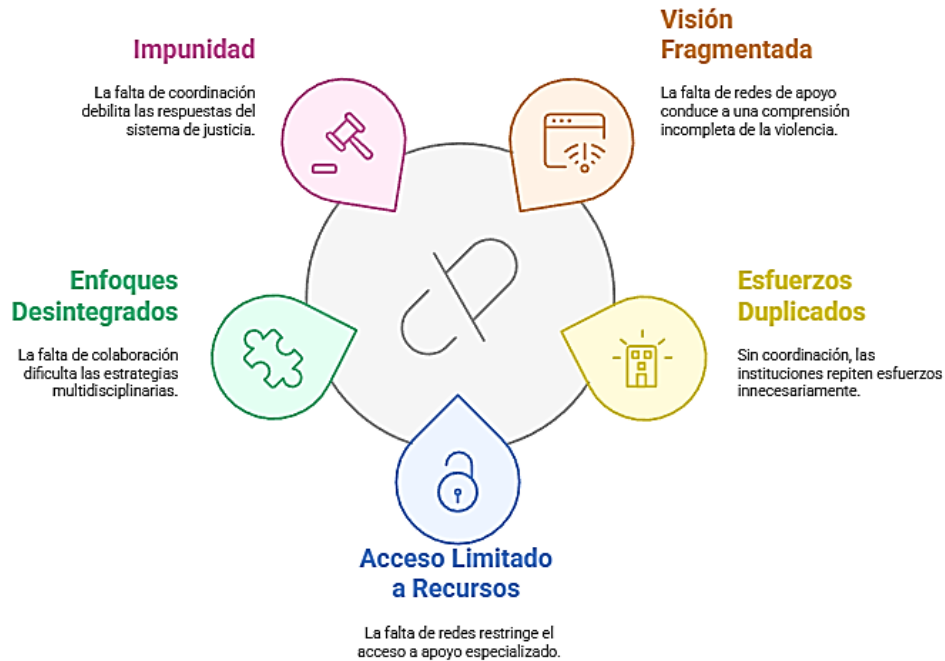 Impunidad
La falta de coordinación
debilita las respuestas del
sistema de justicia.
Visión
Fragmentada
La falta de redes de apoyo
conduce a una comprensión
incompleta de la violencia.
Enfoques
Desintegrados
La falta de colaboración
dificulta las estrategias
multidisciplinarias.
Esfuerzos
Duplicados
Sin coordinación, las
instituciones repiten esfuerzos
innecesariamente.
Acceso Limitado
a Recursos
La falta de redes restringe el
acceso a apoyo especializado.